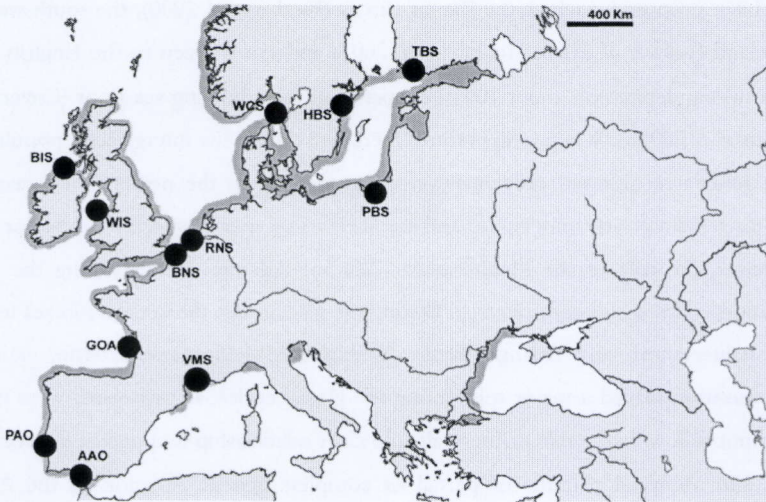 400 Km
TBS
WCS
HBS
BIS
PBS
WIS
RNS
BNS
GOA
VMS
PAO
AAO